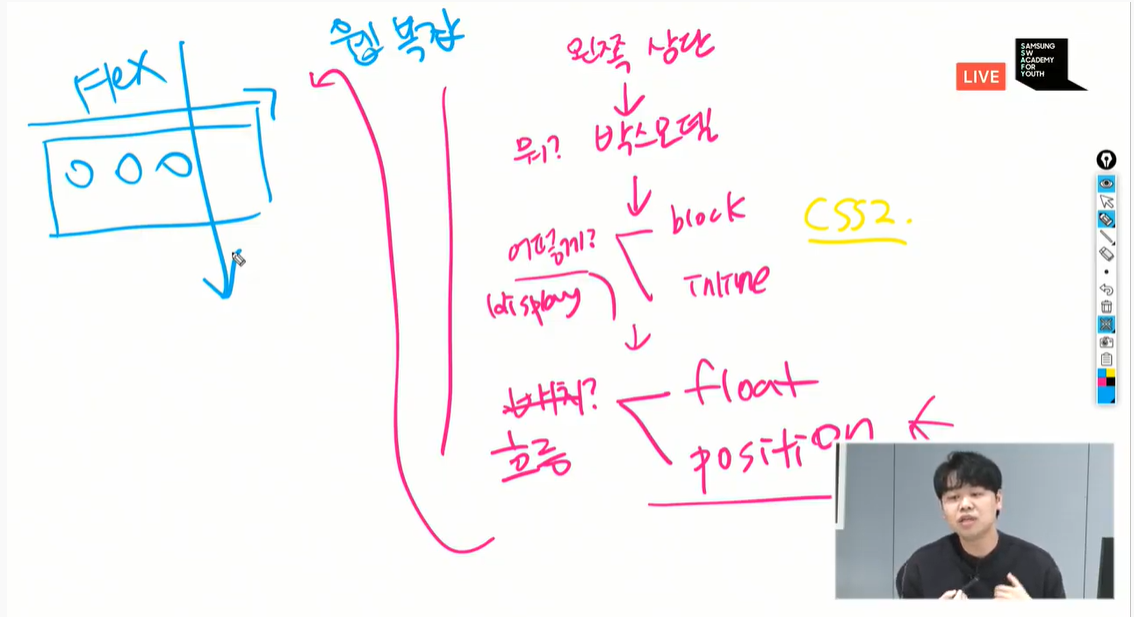 Flex
웹 복잡
왼쪽 상단
뭐? 박스모델
어떻게?
display
block
inline
CSS2.
배치?
흐름
float
position
LIVE
SAMSUNG
SW
ACADEMY
FOR
YOUTH